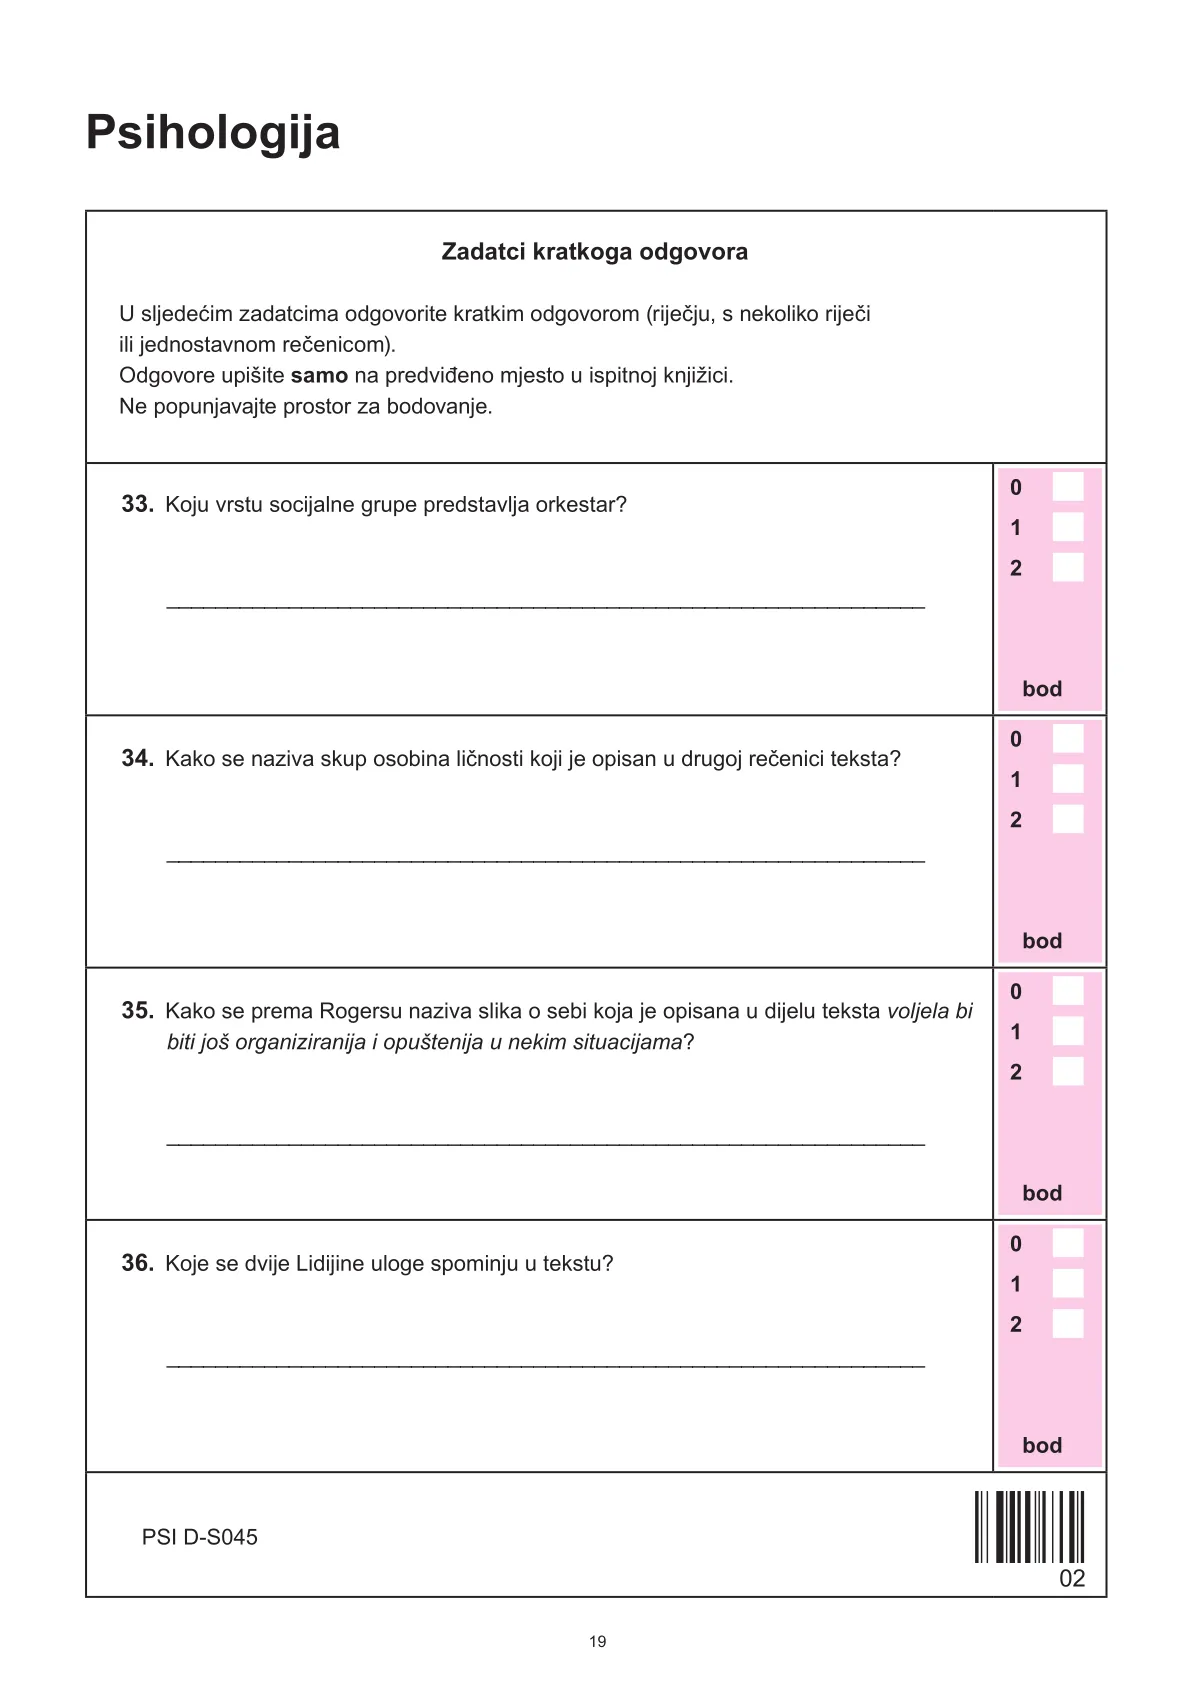 Psihologija
Zadatci kratkoga odgovora
U sljedećim zadatcima odgovorite kratkim odgovorom (riječju, s nekoliko riječi
ili jednostavnom rečenicom).
Odgovore upišite samo na predviđeno mjesto u ispitnoj knjižici.
Ne popunjavajte prostor za bodovanje.
33. Koju vrstu socijalne grupe predstavlja orkestar?
0
1
2
bod
34. Kako se naziva skup osobina ličnosti koji je opisan u drugoj rečenici teksta?
0
1
2
bod
35. Kako se prema Rogersu naziva slika o sebi koja je opisana u dijelu teksta voljela bi
biti još organiziranija i opuštenija u nekim situacijama?
0
1
2
bod
36. Koje se dvije Lidijine uloge spominju u tekstu?
0
1
2
bod
PSI D-S045
02
19